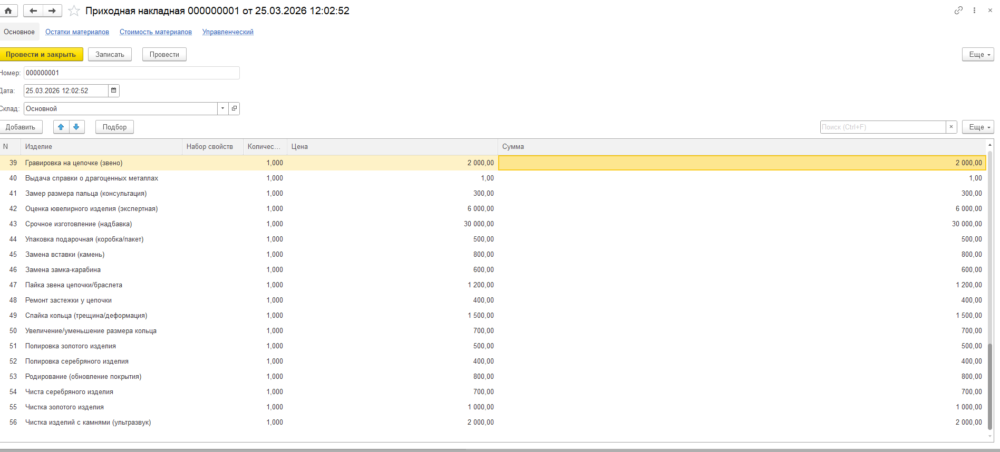 Приходная накладная 000000001 от 25.03.2026 12:02:52
Основное Остатки материалов Стоимость материалов Управленческий
Провести и закрыть Записать Провести Еще
Номер: 000000001
Дата: 25.03.2026 12:02:52
Склад: Основной
Добавить Подбор Поиск (Ctrl+F) × Еще
N Изделие Набор свойств Количес... Цена Сумма
39 Гравировка на цепочке (звено) 1,000 2 000,00 2 000,00
40 Выдача справки о драгоценных металлах 1,000 1,00 1,00
41 Замер размера пальца (консультация) 1,000 300,00 300,00
42 Оценка ювелирного изделия (экспертная) 1,000 6 000,00 6 000,00
43 Срочное изготовление (надбавка) 1,000 30 000,00 30 000,00
44 Упаковка подарочная (коробка/пакет) 1,000 500,00 500,00
45 Замена вставки (камень) 1,000 800,00 800,00
46 Замена замка-карабина 1,000 600,00 600,00
47 Пайка звена цепочки/браслета 1,000 1 200,00 1 200,00
48 Ремонт застежки у цепочки 1,000 400,00 400,00
49 Спайка кольца (трещина/деформация) 1,000 1 500,00 1 500,00
50 Увеличение/уменьшение размера кольца 1,000 700,00 700,00
51 Полировка золотого изделия 1,000 500,00 500,00
52 Полировка серебряного изделия 1,000 400,00 400,00
53 Родирование (обновление покрытия) 1,000 800,00 800,00
54 Чиста серебряного изделия 1,000 700,00 700,00
55 Чистка золотого изделия 1,000 1 000,00 1 000,00
56 Чистка изделий с камнями (ультразвук) 1,000 2 000,00 2 000,00